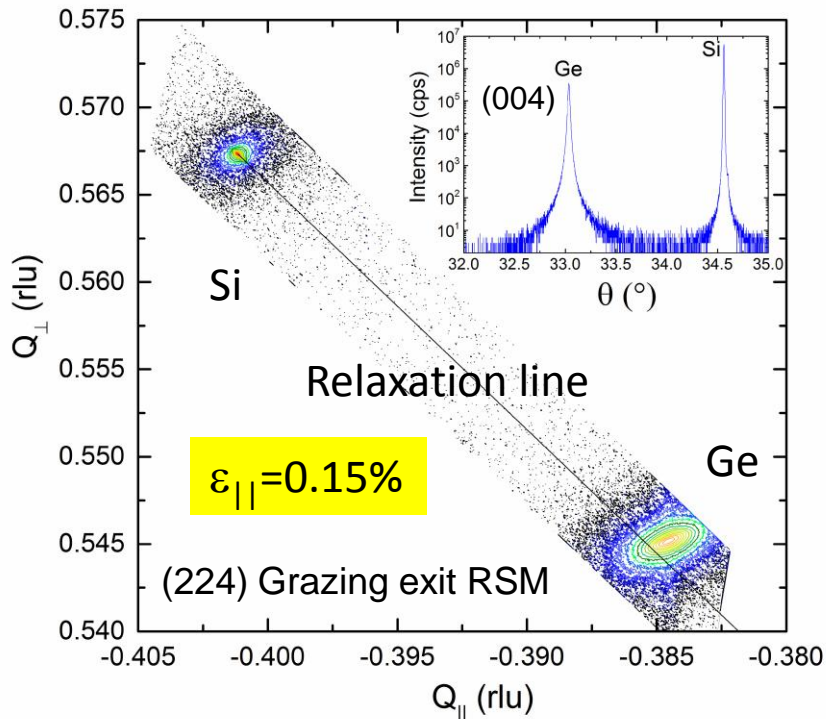 0.575
0.570
0.565
0.560
0.555
0.550
0.545
0.540
Q⊥ (rlu)
-0.405 -0.400 -0.395 -0.390 -0.385 -0.380
Q|| (rlu)
Si
Relaxation line
Ge
ε||=0.15%
(224) Grazing exit RSM
10⁷
10⁶
10⁵
10⁴
10³
10²
10¹
Intensity (cps)
Ge
Si
(004)
32.0 32.5 33.0 33.5 34.0 34.5 35.0
θ (°)